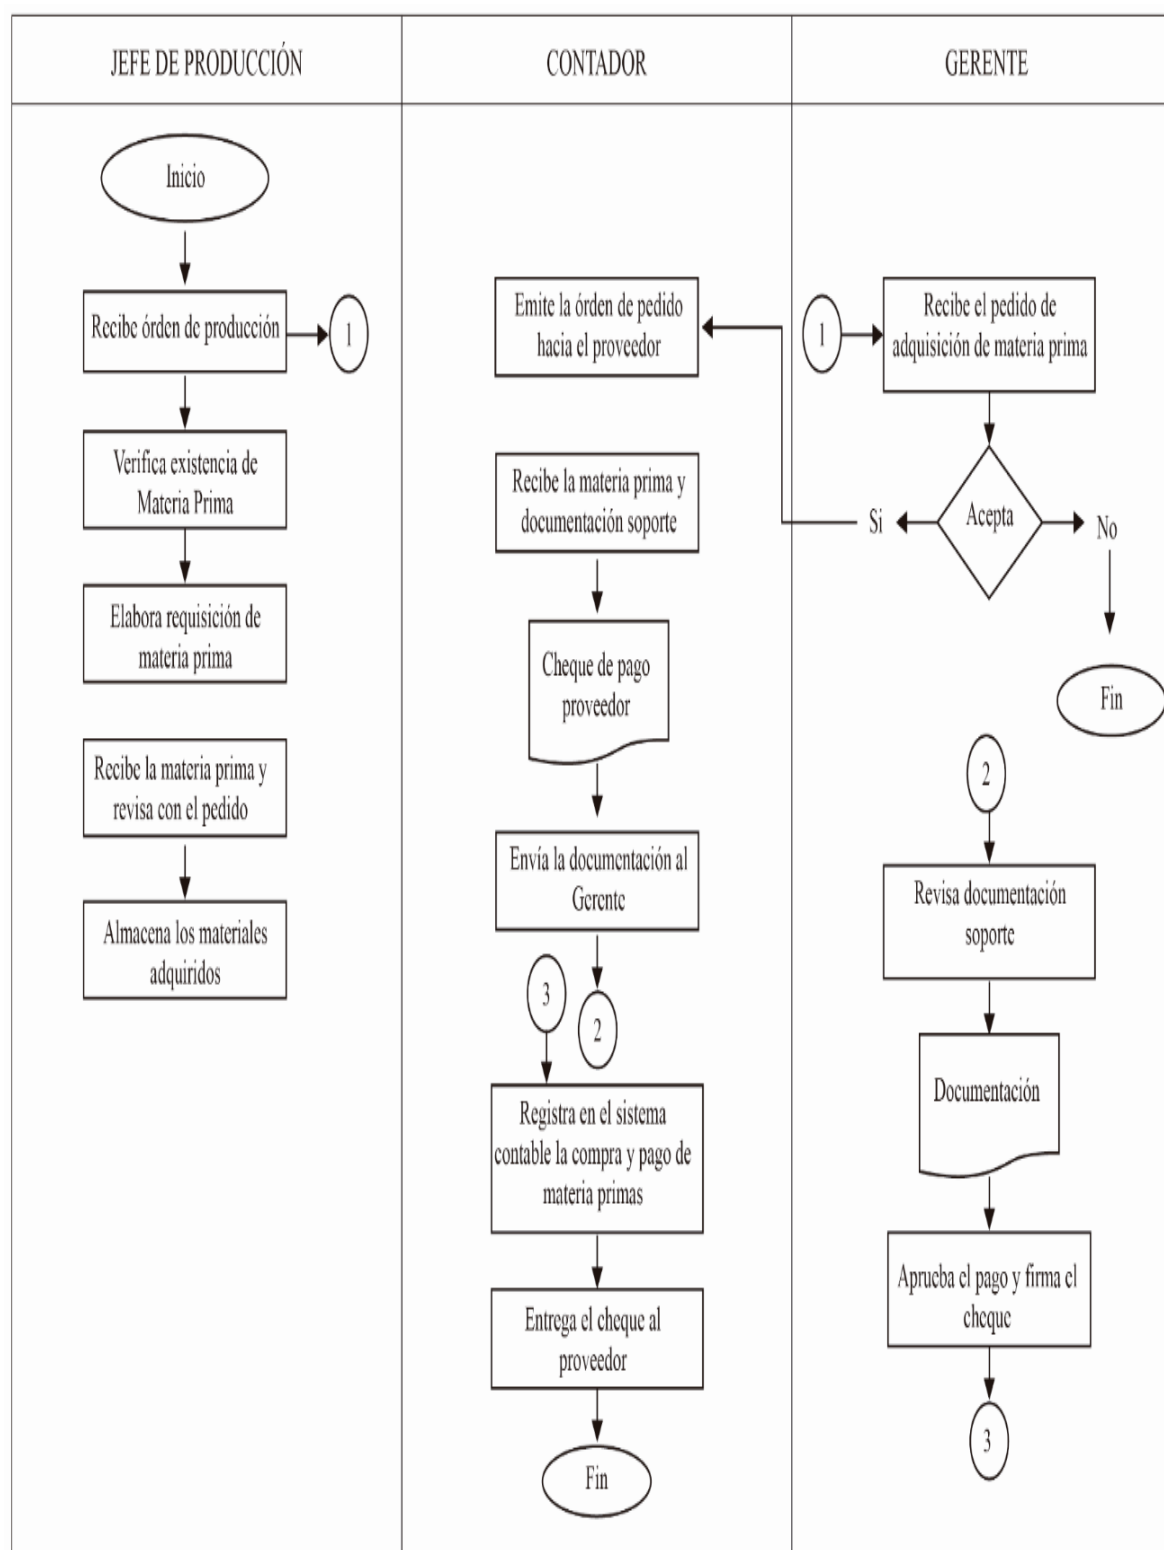 JEFE DE PRODUCCIÓN
CONTADOR
GERENTE
Inicio
Recibe órden de producción
1
Verifica existencia de
Materia Prima
Elabora requisición de
materia prima
Recibe la materia prima y
revisa con el pedido
Almacena los materiales
adquiridos
Emite la órden de pedido
hacia el proveedor
Recibe la materia prima y
documentación soporte
Cheque de pago
proveedor
Envía la documentación al
Gerente
3
2
Registra en el sistema
contable la compra y pago de
materia primas
Entrega el cheque al
proveedor
Fin
1
Recibe el pedido de
adquisición de materia prima
Si
Acepta
No
Fin
2
Revisa documentación
soporte
Documentación
Aprueba el pago y firma el
cheque
3